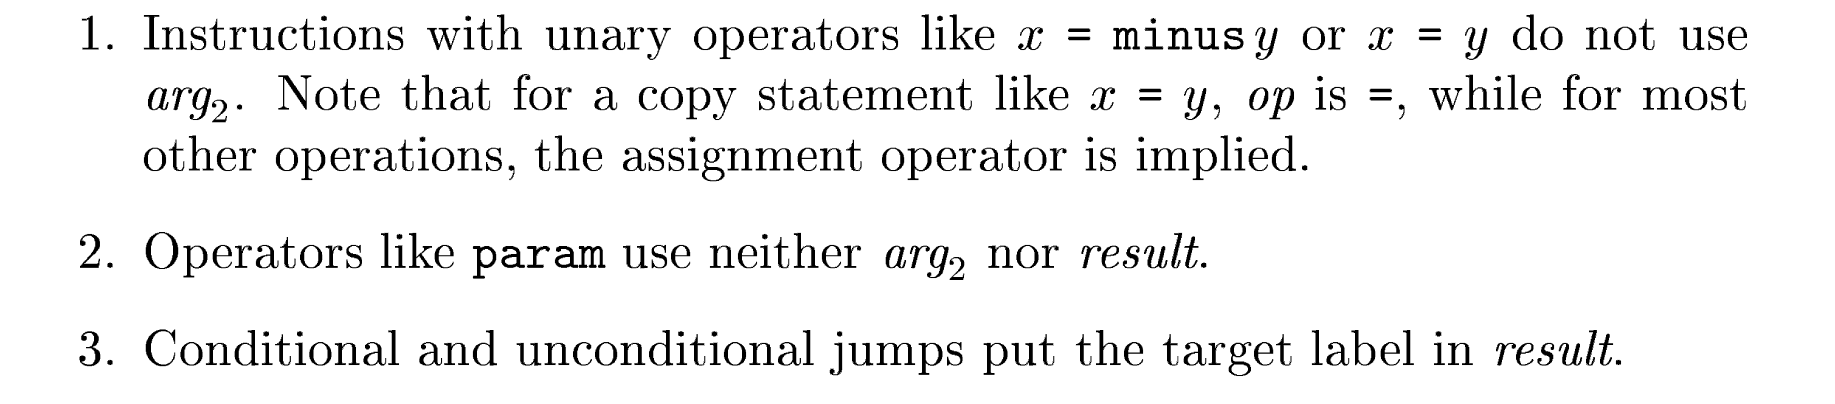 1. Instructions with unary operators like x = minus y or x = y do not use
arg₂. Note that for a copy statement like x = y, op is =, while for most
other operations, the assignment operator is implied.
2. Operators like param use neither arg₂ nor result.
3. Conditional and unconditional jumps put the target label in result.